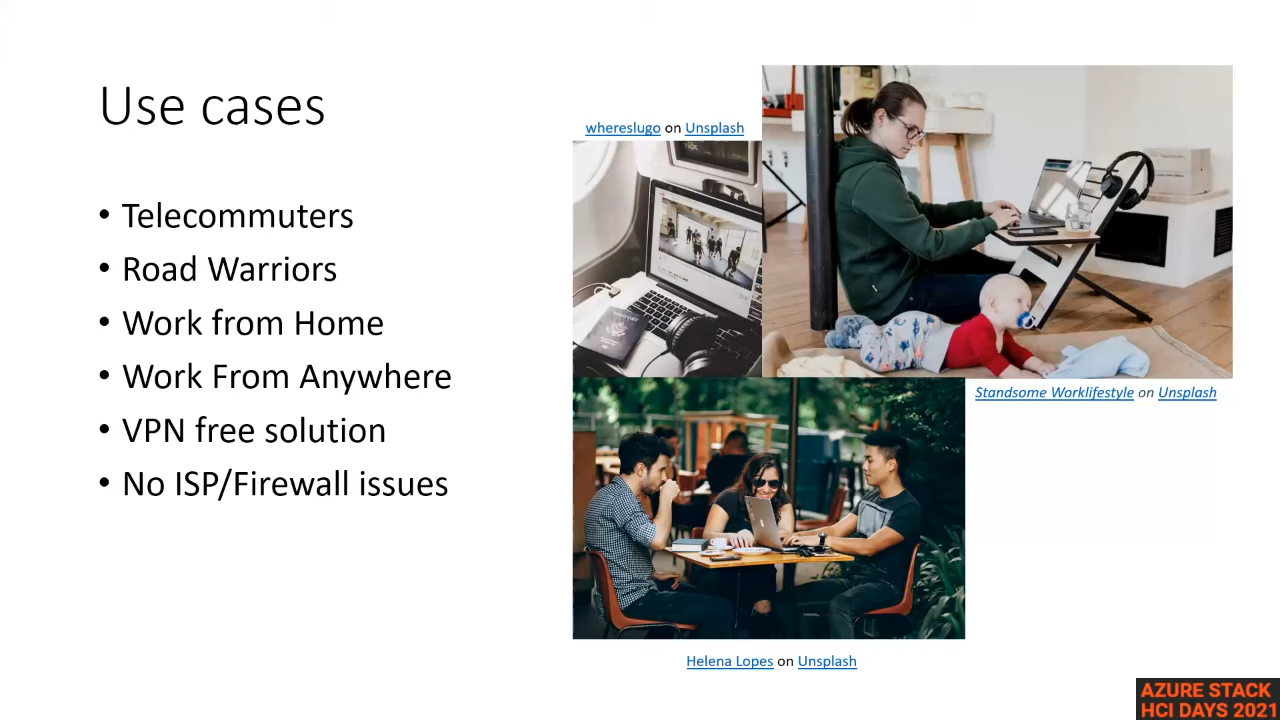 Use cases
whereslugo on Unsplash
• Telecommuters
• Road Warriors
• Work from Home
• Work From Anywhere
• VPN free solution
• No ISP/Firewall issues
PASSPORT
Standsome Worklifestyle on Unsplash
Helena Lopes on Unsplash
AZURE STACK
HCI DAYS 2021